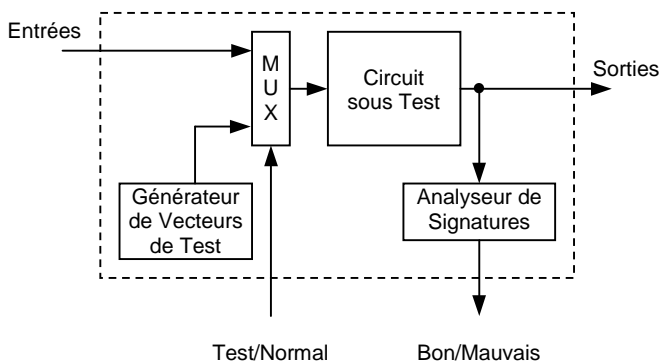 Entrées
M
U
X
Circuit
sous Test
Sorties
Générateur
de Vecteurs
de Test
Analyseur de
Signatures
Test/Normal
Bon/Mauvais